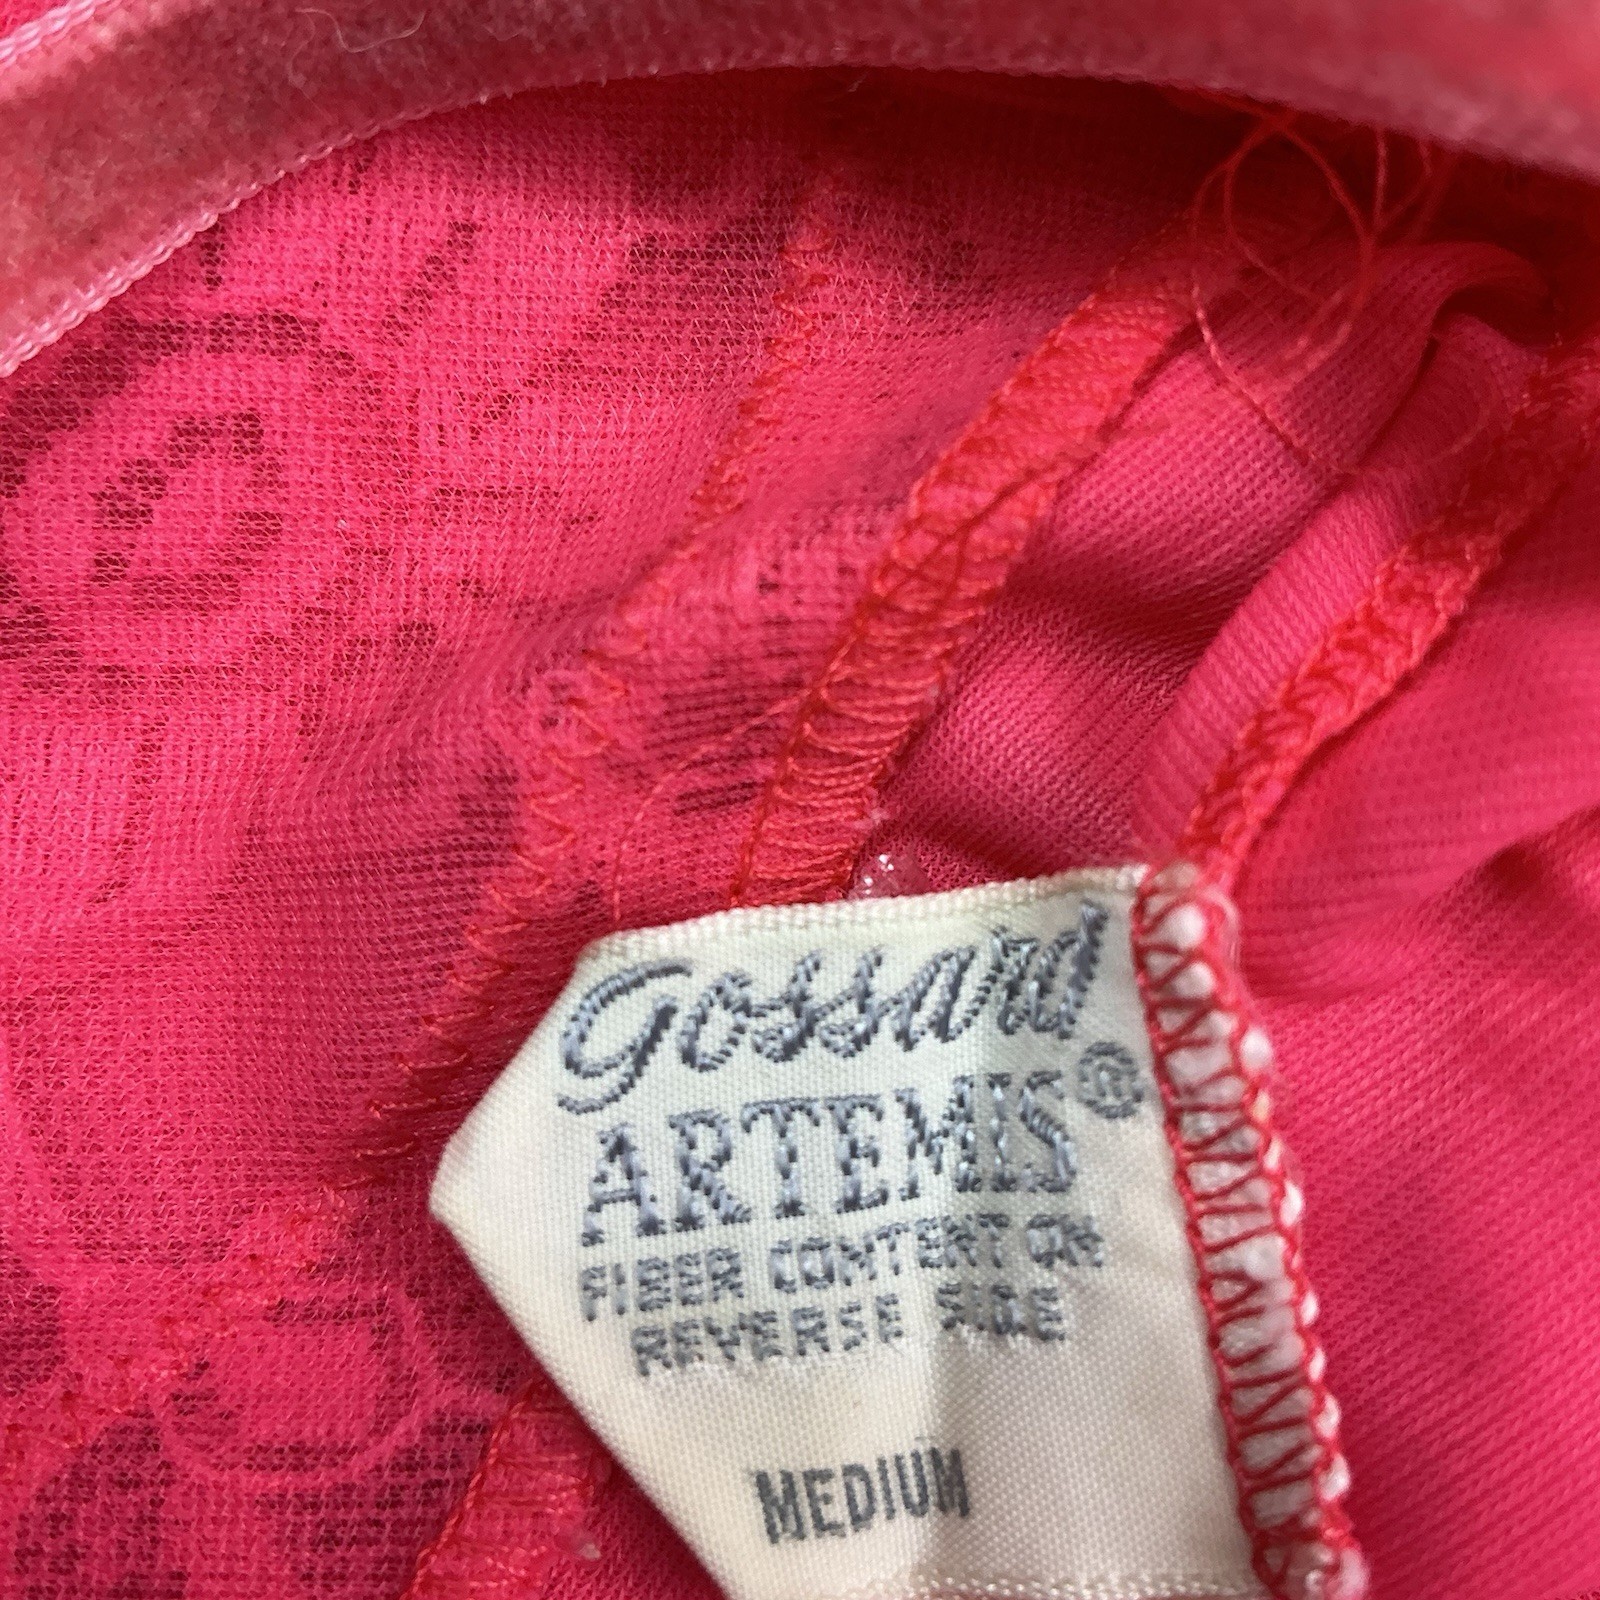 Gossard
ARTEMIS®
FIBER CONTENT ON
REVERSE SIDE
MEDIUM